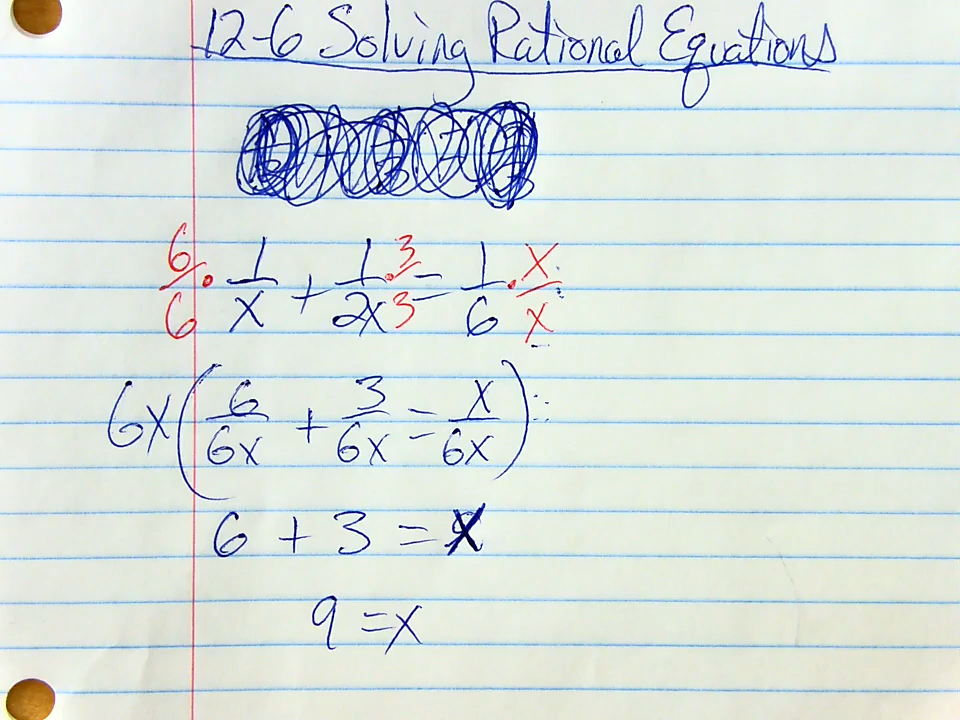 12-6 Solving Rational Equations
6/6 · 1/x + 1/2x · 3/3 = 1/6 · x/x
6x(6/6x + 3/6x = x/6x)
6 + 3 = x
9 = x